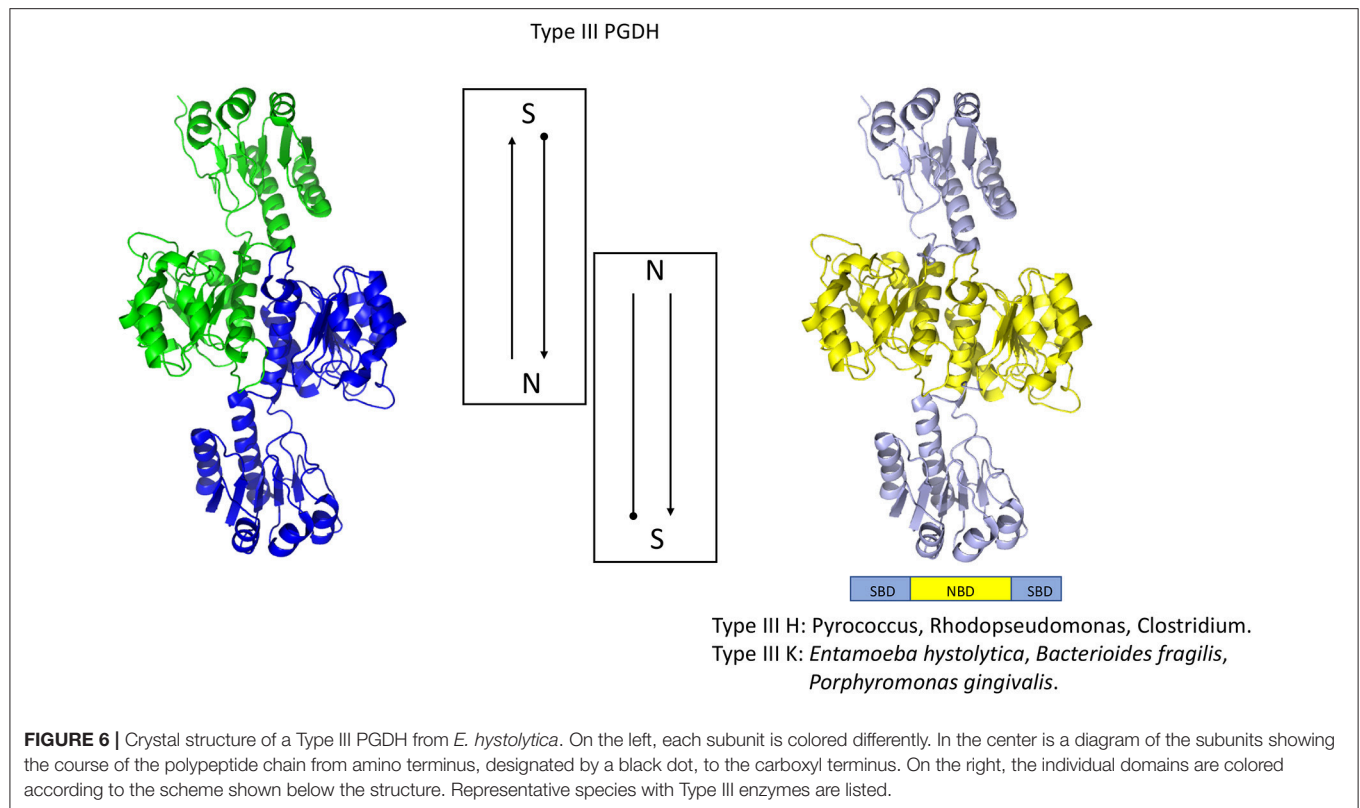 Type III PGDH
S
N
N
S
SBD NBD SBD
Type III H: Pyrococcus, Rhodopseudomonas, Clostridium.
Type III K: Entamoeba hystolytica, Bacterioides fragilis,
Porphyromonas gingivalis.
FIGURE 6 | Crystal structure of a Type III PGDH from E. hystolytica. On the left, each subunit is colored differently. In the center is a diagram of the subunits showing
the course of the polypeptide chain from amino terminus, designated by a black dot, to the carboxyl terminus. On the right, the individual domains are colored
according to the scheme shown below the structure. Representative species with Type III enzymes are listed.